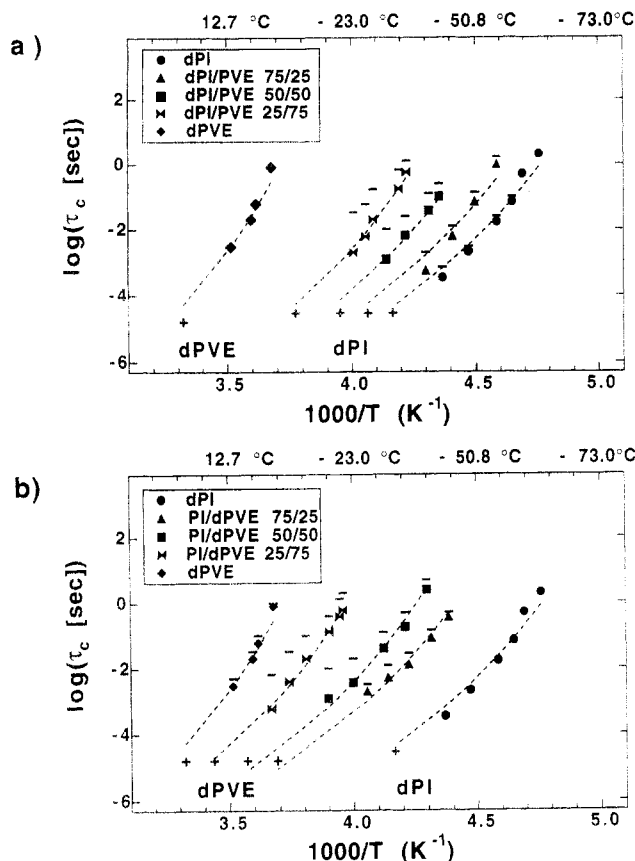 12.7 °C - 23.0 °C - 50.8 °C - 73.0°C
a)
dPI
dPI/PVE 75/25
dPI/PVE 50/50
dPI/PVE 25/75
dPVE
2
0
-2
-4
-6
log(τc [sec])
dPVE dPI
3.5 4.0 4.5 5.0
1000/T (K-1)
12.7 °C - 23.0 °C - 50.8 °C - 73.0°C
b)
dPI
PI/dPVE 75/25
PI/dPVE 50/50
PI/dPVE 25/75
dPVE
2
0
-2
-4
-6
log(τc [sec])
dPVE dPI
3.5 4.0 4.5 5.0
1000/T (K-1)